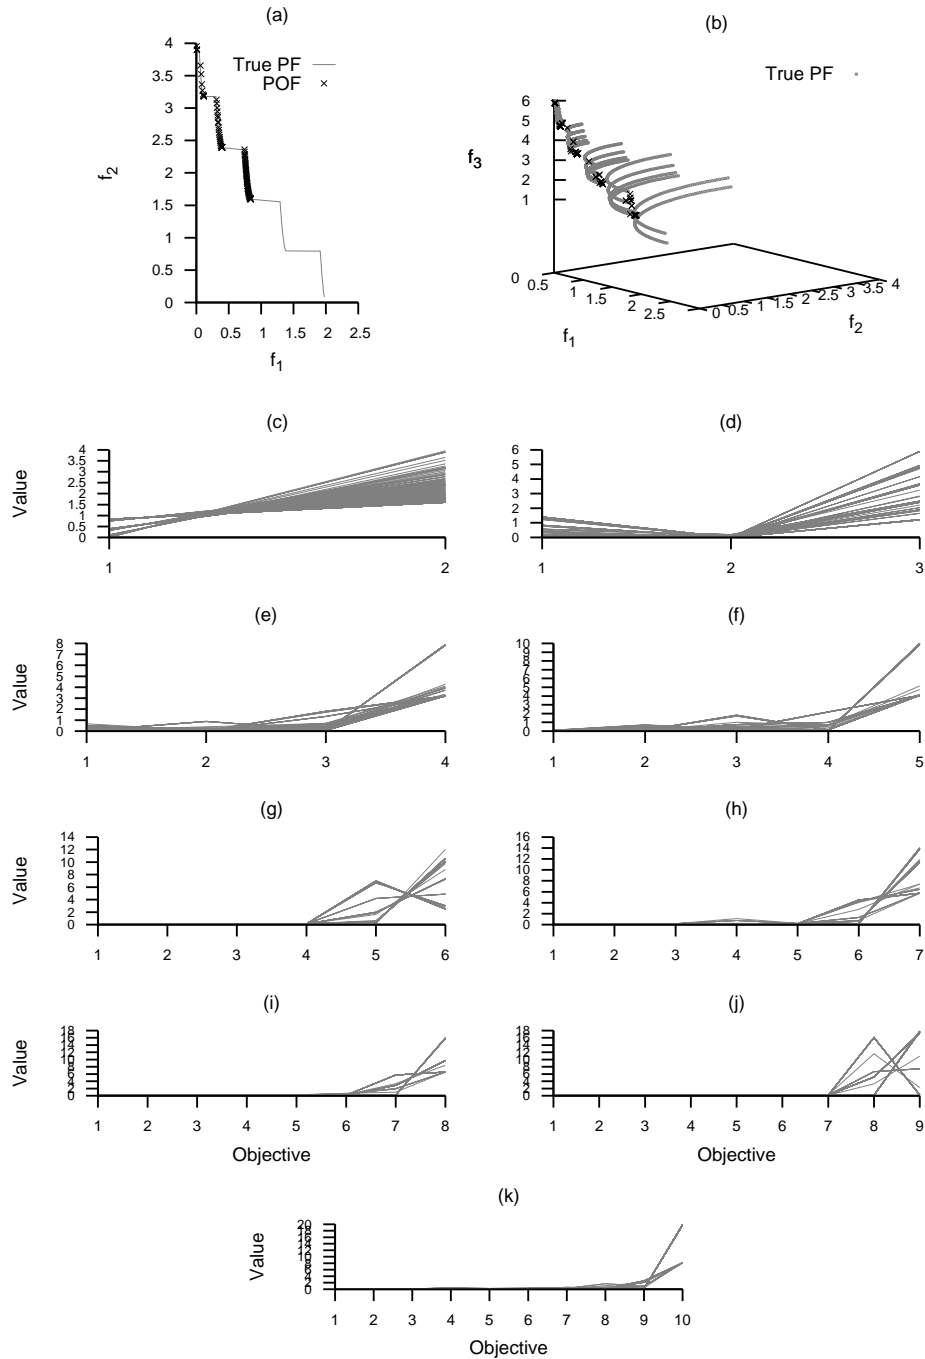 (a)
4
3.5
3
2.5
2
1.5
1
0.5
0
f2
True PF
POF
0 0.5 1 1.5 2 2.5
f1
(b)
True PF
6
5
4
3
2
1
f3
0
0.5
1
1.5
2
2.5
f1
0 0.5 1 1.5 2 2.5 3 3.5 4
f2
(c)
Value
4
3.5
3
2.5
2
1.5
1
0.5
0
1 2
(d)
6
5
4
3
2
1
0
1 2 3
(e)
Value
8
7
6
5
4
3
2
1
0
1 2 3 4
(f)
10
9
8
7
6
5
4
3
2
1
0
1 2 3 4 5
(g)
Value
14
12
10
8
6
4
2
0
1 2 3 4 5 6
(h)
16
14
12
10
8
6
4
2
0
1 2 3 4 5 6 7
(i)
Value
18
16
14
12
10
8
6
4
2
0
1 2 3 4 5 6 7 8
Objective
(j)
18
16
14
12
10
8
6
4
2
0
1 2 3 4 5 6 7 8 9
Objective
(k)
Value
20
18
16
14
12
10
8
6
4
2
0
1 2 3 4 5 6 7 8 9 10
Objective